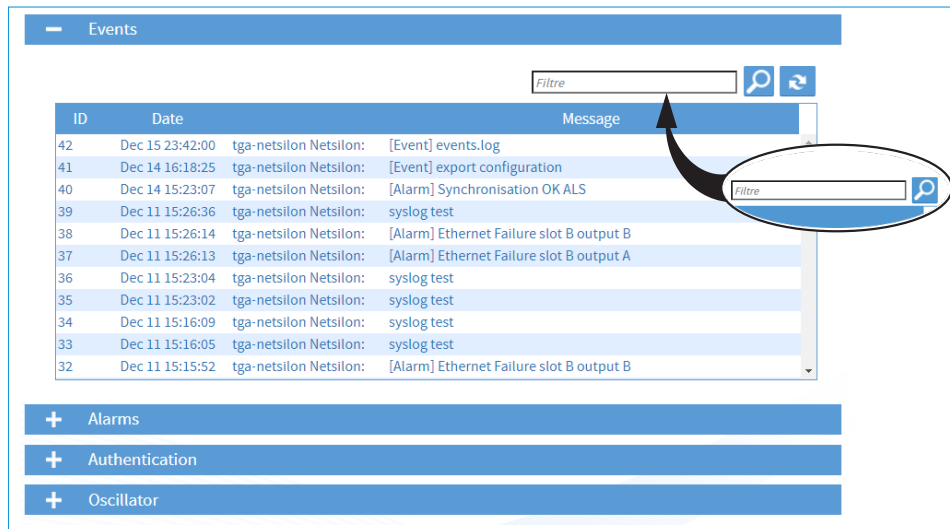 Events
Filtre
ID Date Message
42 Dec 15 23:42:00 tga-netsilon Netsilon: [Event] events.log
41 Dec 14 16:18:25 tga-netsilon Netsilon: [Event] export configuration
40 Dec 14 15:23:07 tga-netsilon Netsilon: [Alarm] Synchronisation OK ALS
Filtre
39 Dec 11 15:26:36 tga-netsilon Netsilon: syslog test
38 Dec 11 15:26:14 tga-netsilon Netsilon: [Alarm] Ethernet Failure slot B output B
37 Dec 11 15:26:13 tga-netsilon Netsilon: [Alarm] Ethernet Failure slot B output A
36 Dec 11 15:23:04 tga-netsilon Netsilon: syslog test
35 Dec 11 15:23:02 tga-netsilon Netsilon: syslog test
34 Dec 11 15:16:09 tga-netsilon Netsilon: syslog test
33 Dec 11 15:16:05 tga-netsilon Netsilon: syslog test
32 Dec 11 15:15:52 tga-netsilon Netsilon: [Alarm] Ethernet Failure slot B output B
Alarms
Authentication
Oscillator